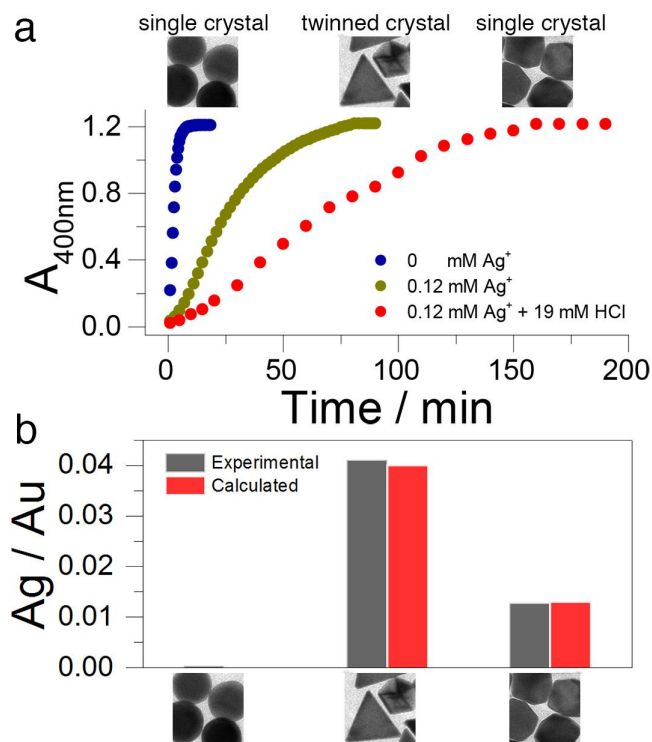 a
single crystal twinned crystal single crystal
1.2
0.8
0.4
0.0
A400nm
0 mM Ag⁺
0.12 mM Ag⁺
0.12 mM Ag⁺ + 19 mM HCl
0 50 100 150 200
Time / min
b
Experimental
Calculated
0.04
0.03
0.02
0.01
0.00
Ag / Au